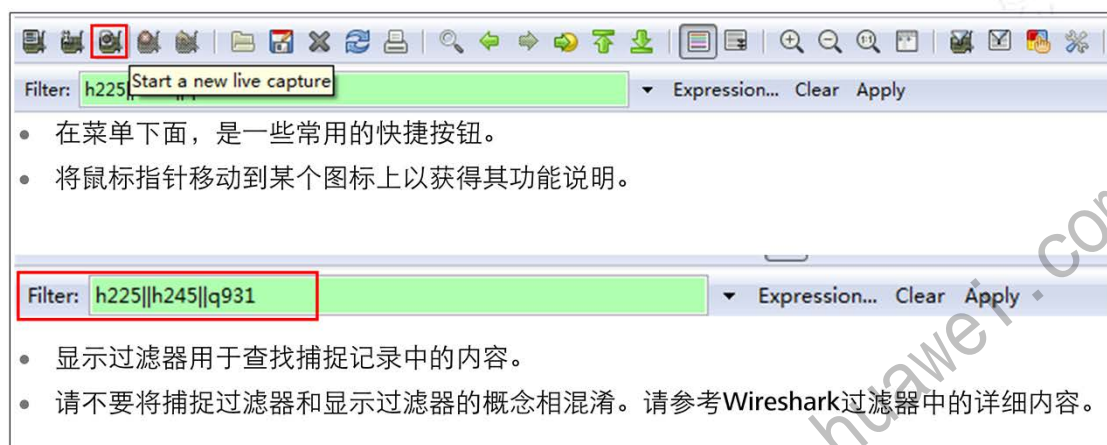 Start a new live capture
Filter: h225|
Expression... Clear Apply
在菜单下面，是一些常用的快捷按钮。
将鼠标指针移动到某个图标上以获得其功能说明。
Filter: h225||h245||q931
Expression... Clear Apply
显示过滤器用于查找捕捉记录中的内容。
请不要将捕捉过滤器和显示过滤器的概念相混淆。请参考Wireshark过滤器中的详细内容。
huawei.com